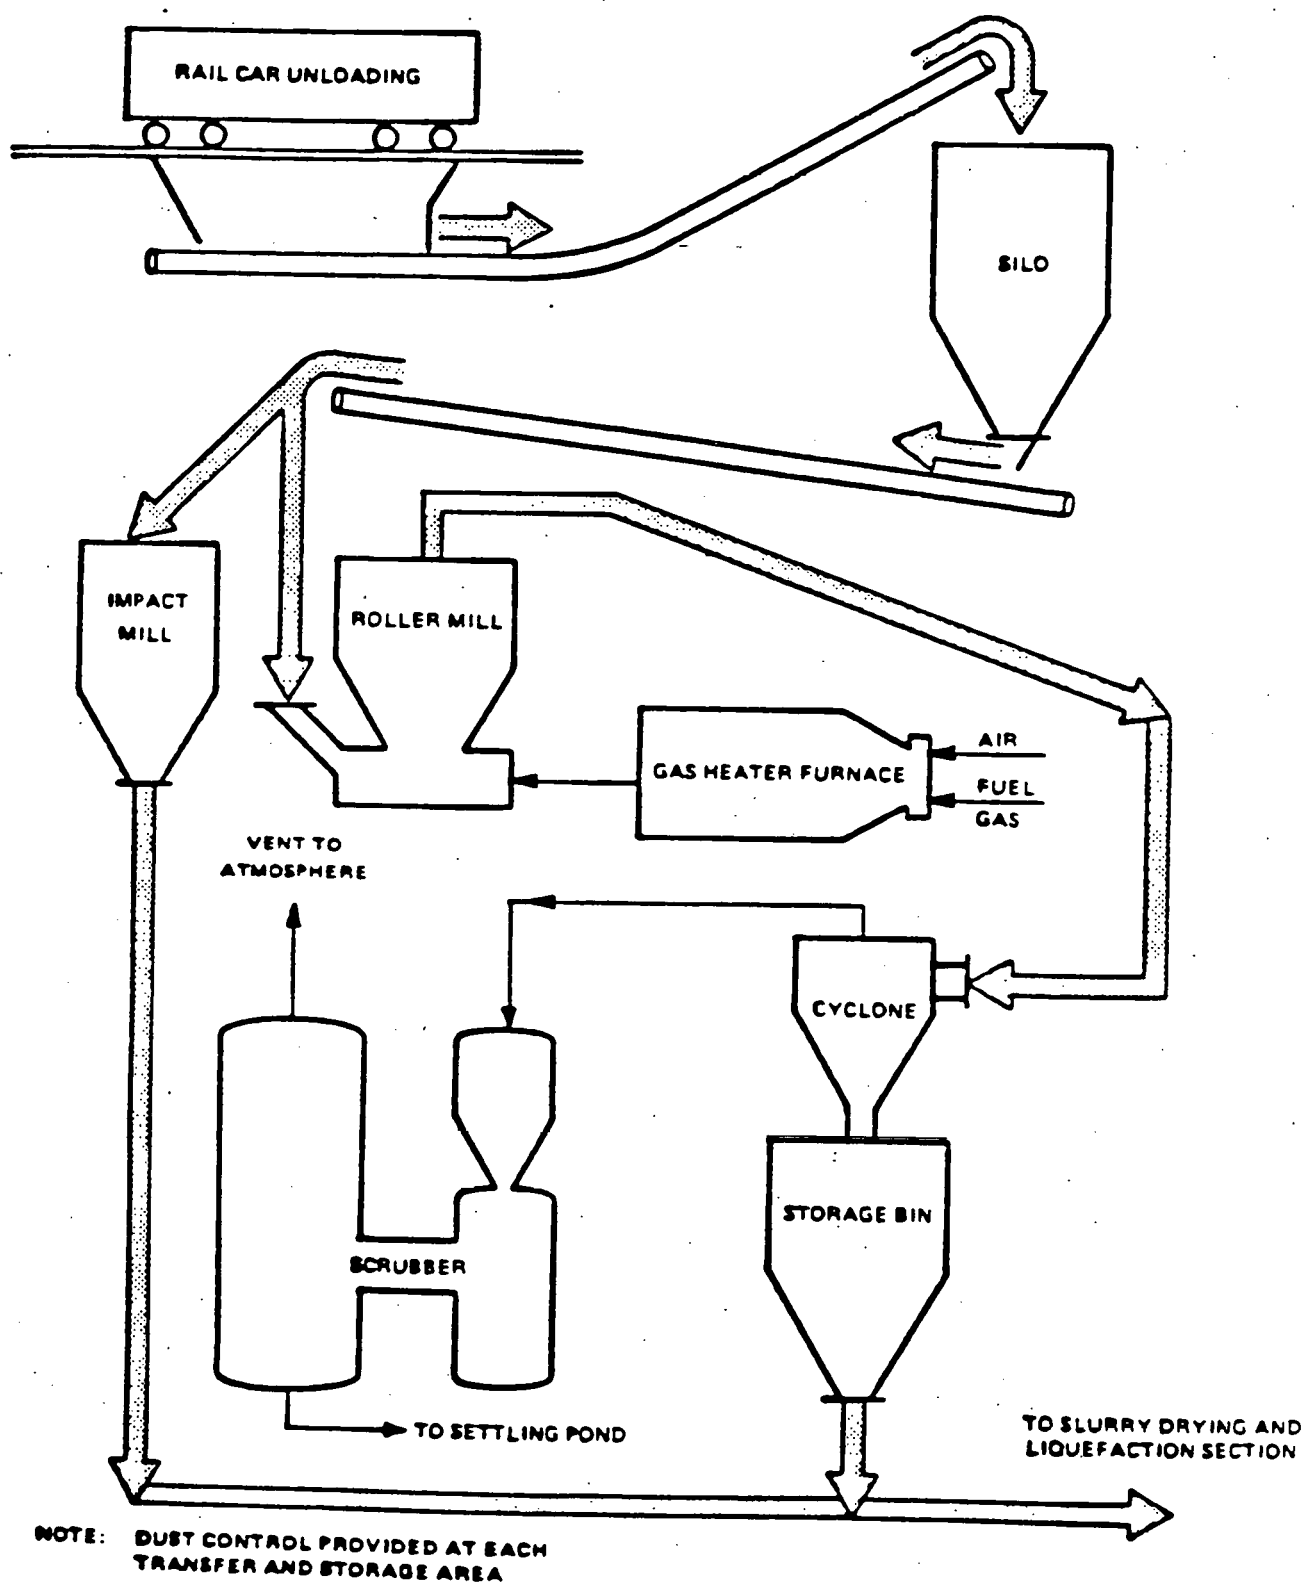 RAIL CAR UNLOADING
SILO
IMPACT
MILL
ROLLER MILL
GAS HEATER FURNACE
AIR
FUEL
GAS
VENT TO
ATMOSPHERE
CYCLONE
STORAGE BIN
SCRUBBER
TO SETTLING POND
TO SLURRY DRYING AND
LIQUEFACTION SECTION
NOTE: DUST CONTROL PROVIDED AT EACH
TRANSFER AND STORAGE AREA